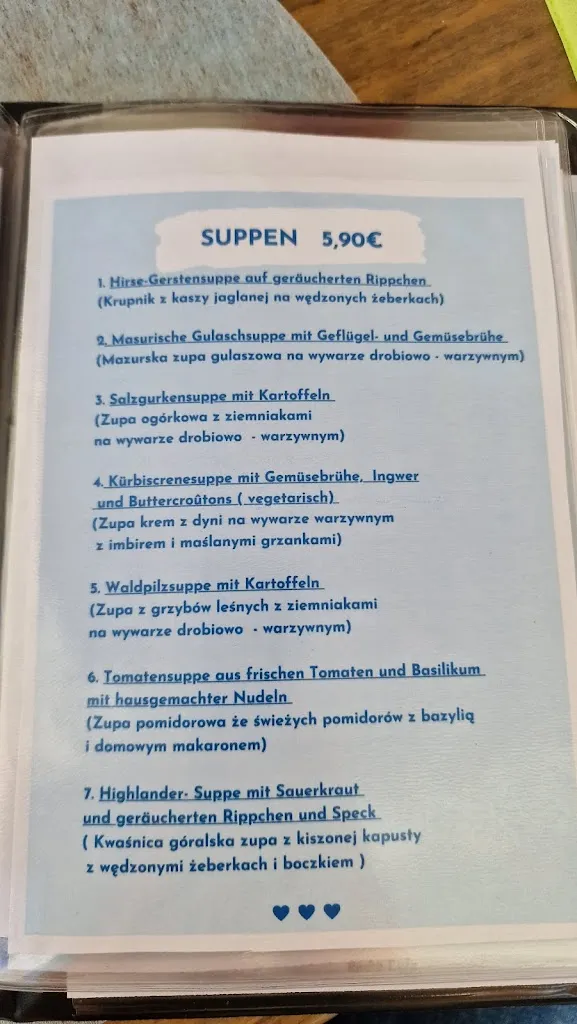 SUPPEN 5,90€
1. Hirse-Gerstensuppe auf geräucherten Rippchen
(Krupnik z kaszy jaglanej na wędzonych żeberkach)
2. Masurische Gulaschsuppe mit Geflügel- und Gemüsebrühe
(Mazurska zupa gulaszowa na wywarze drobiowo - warzywnym)
3. Salzgurkensuppe mit Kartoffeln
(Zupa ogórkowa z ziemniakami
na wywarze drobiowo - warzywnym)
4. Kürbiscrenesuppe mit Gemüsebrühe, Ingwer
und Buttercroûtons ( vegetarisch)
(Zupa krem z dyni na wywarze warzywnym
z imbirem i maślanymi grzankami)
5. Waldpilzsuppe mit Kartoffeln
(Zupa z grzybów leśnych z ziemniakami
na wywarze drobiowo - warzywnym)
6. Tomatensuppe aus frischen Tomaten und Basilikum
mit hausgemachter Nudeln
(Zupa pomidorowa że świeżych pomidorów z bazylią
i domowym makaronem)
7. Highlander- Suppe mit Sauerkraut
und geräucherten Rippchen und Speck
( Kwaśnica góralska zupa z kiszonej kapusty
z wędzonymi żeberkami i boczkiem )